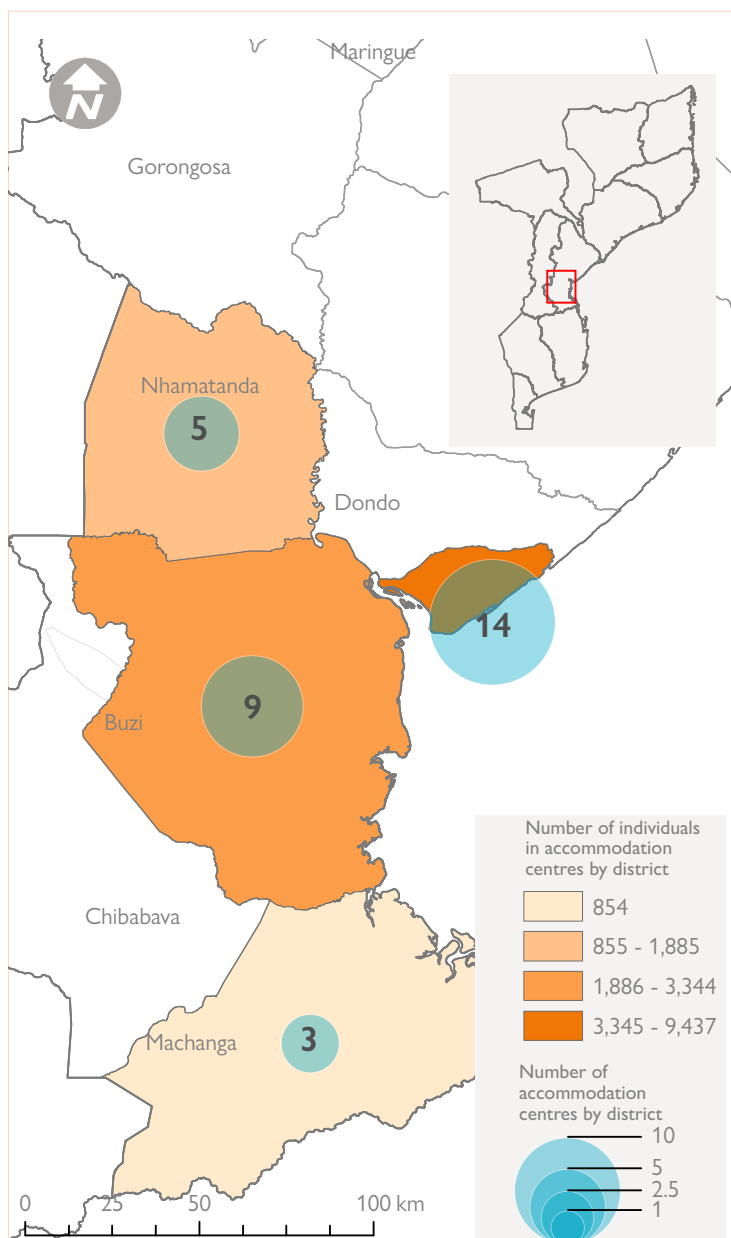 Maringue
N
Gorongosa
Nhamatanda
5
Dondo
14
9
Buzi
Number of individuals
in accommodation
centres by district
854
855 - 1,885
1,886 - 3,344
3,345 - 9,437
Chibababva
Machanga
3
Number of
accommodation
centres by district
10
5
2.5
1
0 25 50 100 km